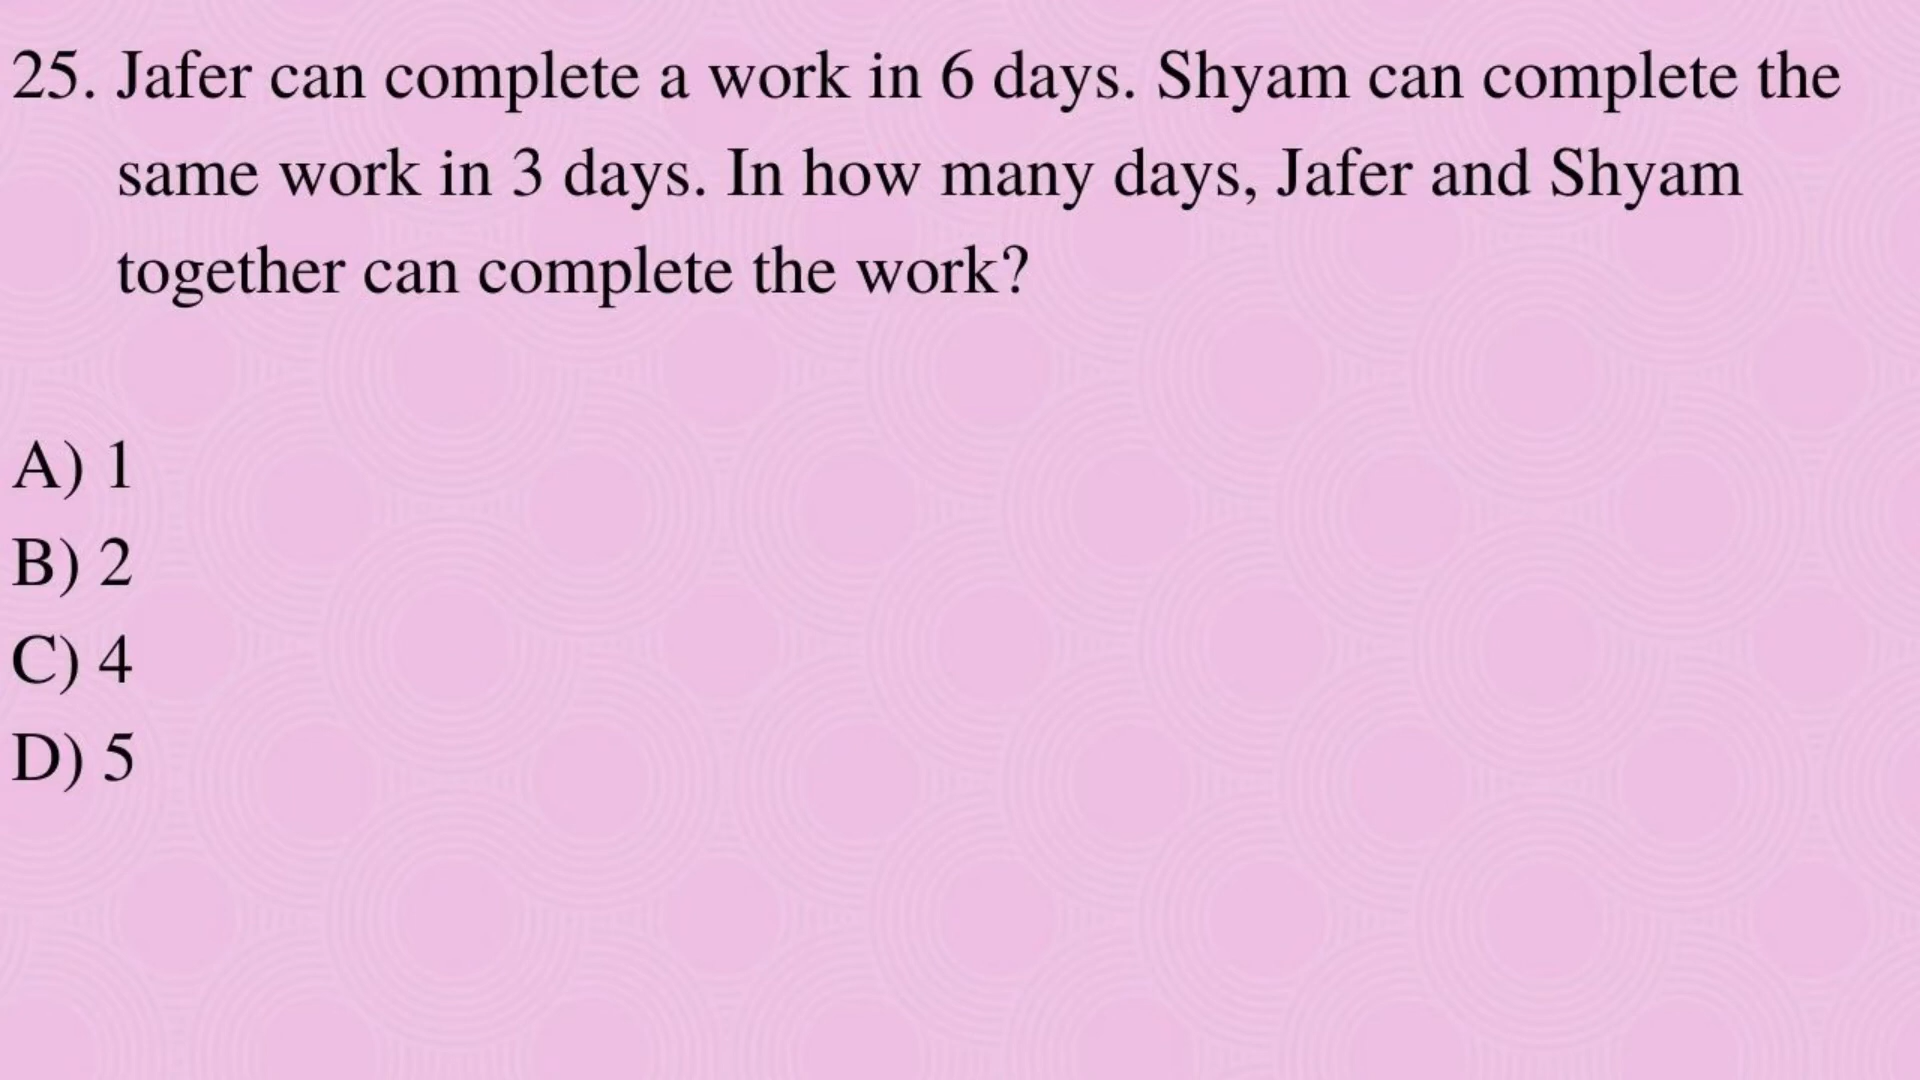 25. Jafer can complete a work in 6 days. Shyam can complete the
same work in 3 days. In how many days, Jafer and Shyam
together can complete the work?
A) 1
B) 2
C) 4
D) 5